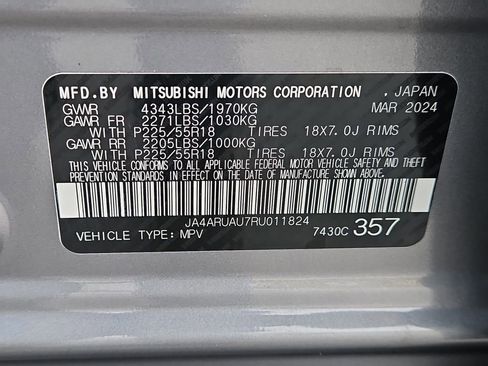 MFD.BY MITSUBISHI MOTORS CORPORATION , JAPAN
GVWR 4343LBS/1970KG MAR 2024
GAWR FR 2271LBS/1030KG
WITH P225/55R18 TIRES 18X7.0J RIMS
GAWR RR 2205LBS/1000KG
WITH P225/55R18 TIRES 18X7.0J RIMS
THIS VEHICLE CONFORMS TO ALL APPLICABLE FEDERAL MOTOR VEHICLE SAFETY AND THEFT
PREVENTION STANDARDS IN EFFECT ON THE DATE OF MANUFACTURE SHOWN ABOVE.
JA4ARUAU7RU011824
VEHICLE TYPE: MPV 7430C 357